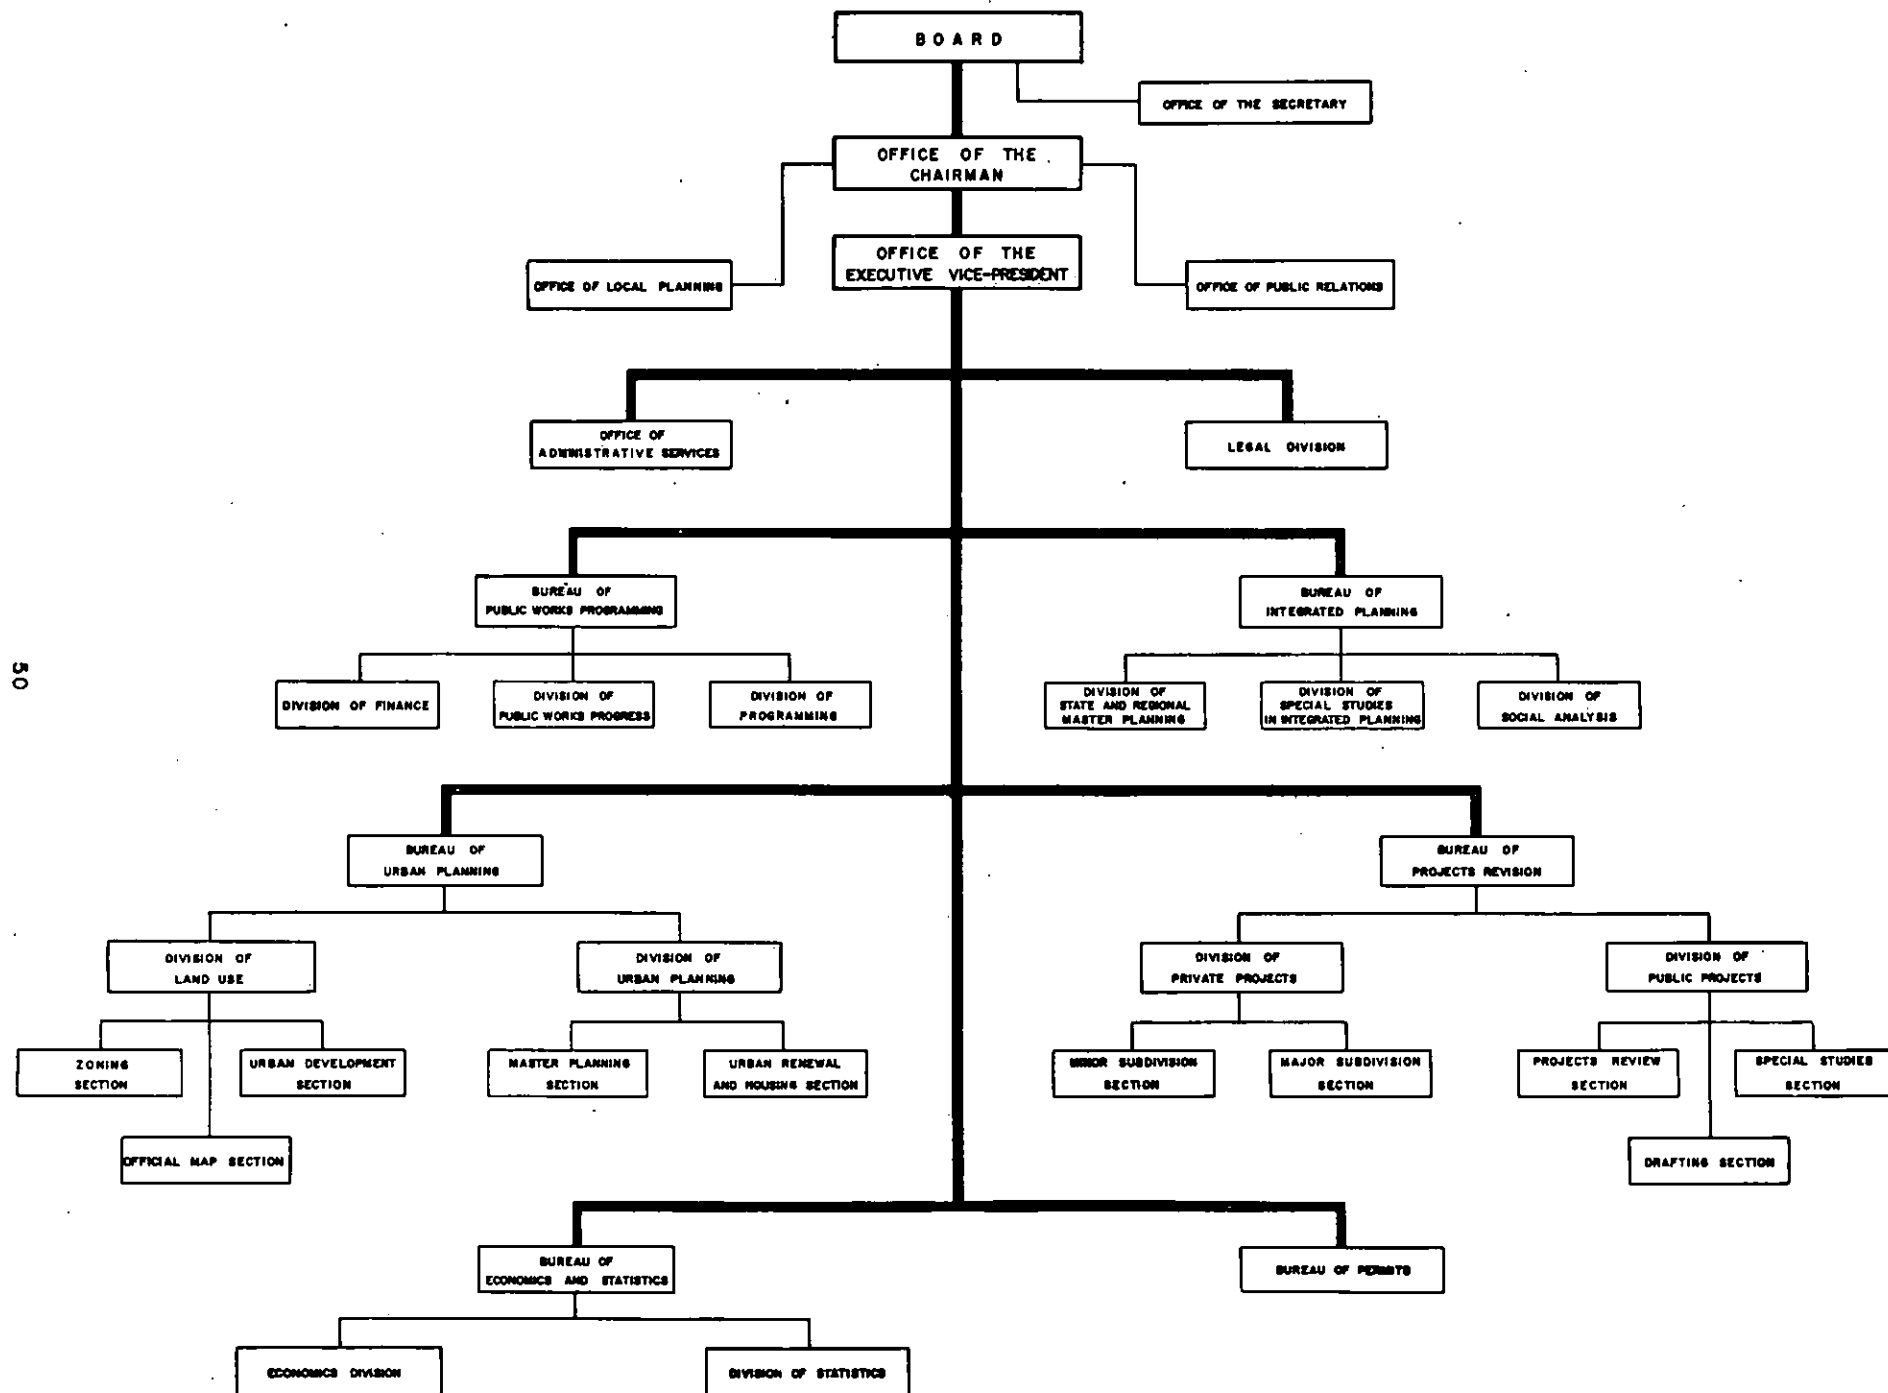 BOARD
OFFICE OF THE SECRETARY
OFFICE OF THE
CHAIRMAN
OFFICE OF THE
EXECUTIVE VICE-PRESIDENT
OFFICE OF LOCAL PLANNING
OFFICE OF PUBLIC RELATIONS
OFFICE OF
ADMINISTRATIVE SERVICES
LEGAL DIVISION
BUREAU OF
PUBLIC WORKS PROGRAMMING
BUREAU OF
INTEGRATED PLANNING
DIVISION OF FINANCE
DIVISION OF
PUBLIC WORKS PROGRESS
DIVISION OF
PROGRAMMING
DIVISION OF
STATE AND REGIONAL
MASTER PLANNING
DIVISION OF
SPECIAL STUDIES
IN INTEGRATED PLANNING
DIVISION OF
SOCIAL ANALYSIS
50
BUREAU OF
URBAN PLANNING
BUREAU OF
PROJECTS REVISION
DIVISION OF
LAND USE
DIVISION OF
URBAN PLANNING
DIVISION OF
PRIVATE PROJECTS
DIVISION OF
PUBLIC PROJECTS
ZONING
SECTION
URBAN DEVELOPMENT
SECTION
MASTER PLANNING
SECTION
URBAN RENEWAL
AND HOUSING SECTION
MINOR SUBDIVISION
SECTION
MAJOR SUBDIVISION
SECTION
PROJECTS REVIEW
SECTION
SPECIAL STUDIES
SECTION
OFFICIAL MAP SECTION
DRAFTING SECTION
BUREAU OF
ECONOMICS AND STATISTICS
BUREAU OF PERMITS
ECONOMICS DIVISION
DIVISION OF STATISTICS